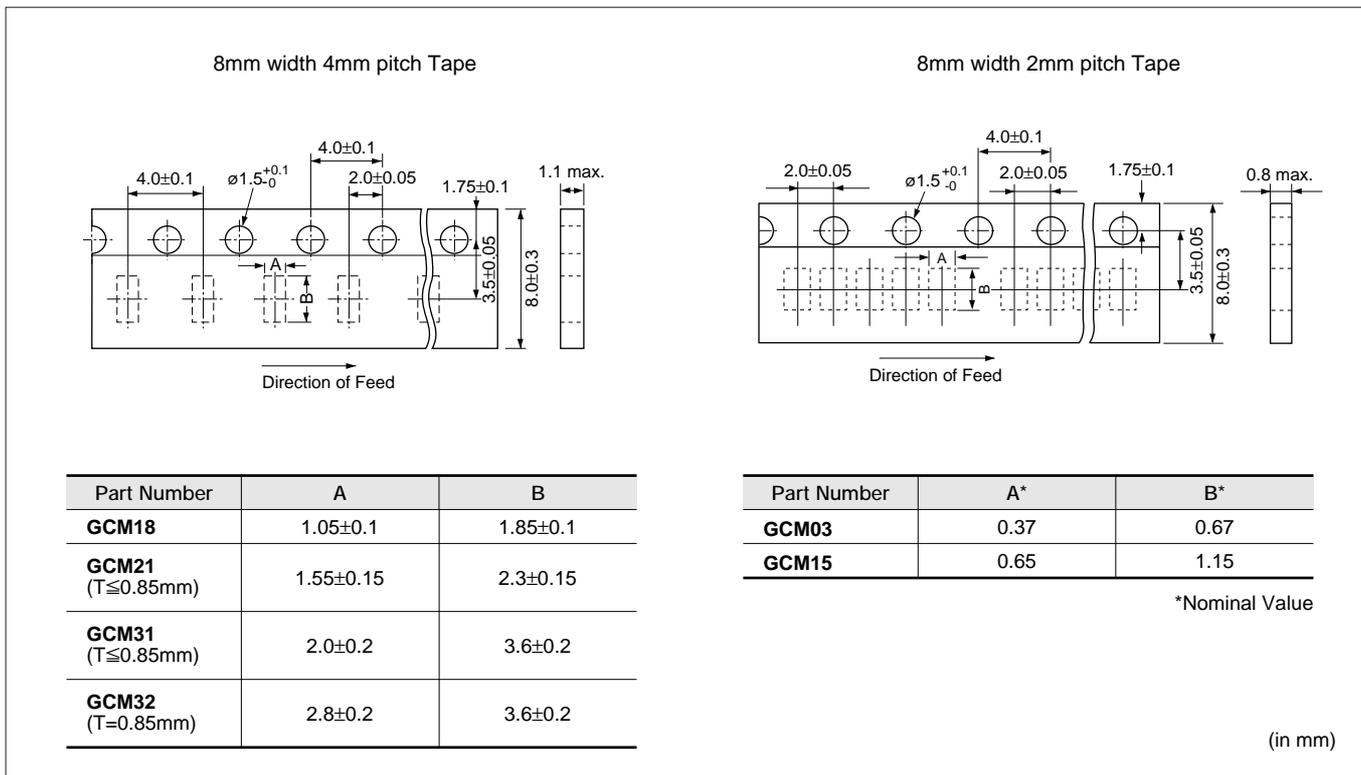 8mm width 4mm pitch Tape
4.0±0.1
4.0±0.1
ø1.5 +0.1 -0
2.0±0.05
1.75±0.1
1.1 max.
A
B
3.5±0.05
8.0±0.3
Direction of Feed
8mm width 2mm pitch Tape
4.0±0.1
2.0±0.05
ø1.5 +0.1 -0
2.0±0.05
1.75±0.1
0.8 max.
A
B
3.5±0.05
8.0±0.3
Direction of Feed
Part Number A B
GCM18 1.05±0.1 1.85±0.1
GCM21
(T≦0.85mm) 1.55±0.15 2.3±0.15
GCM31
(T≦0.85mm) 2.0±0.2 3.6±0.2
GCM32
(T=0.85mm) 2.8±0.2 3.6±0.2
Part Number A* B*
GCM03 0.37 0.67
GCM15 0.65 1.15
*Nominal Value
(in mm)